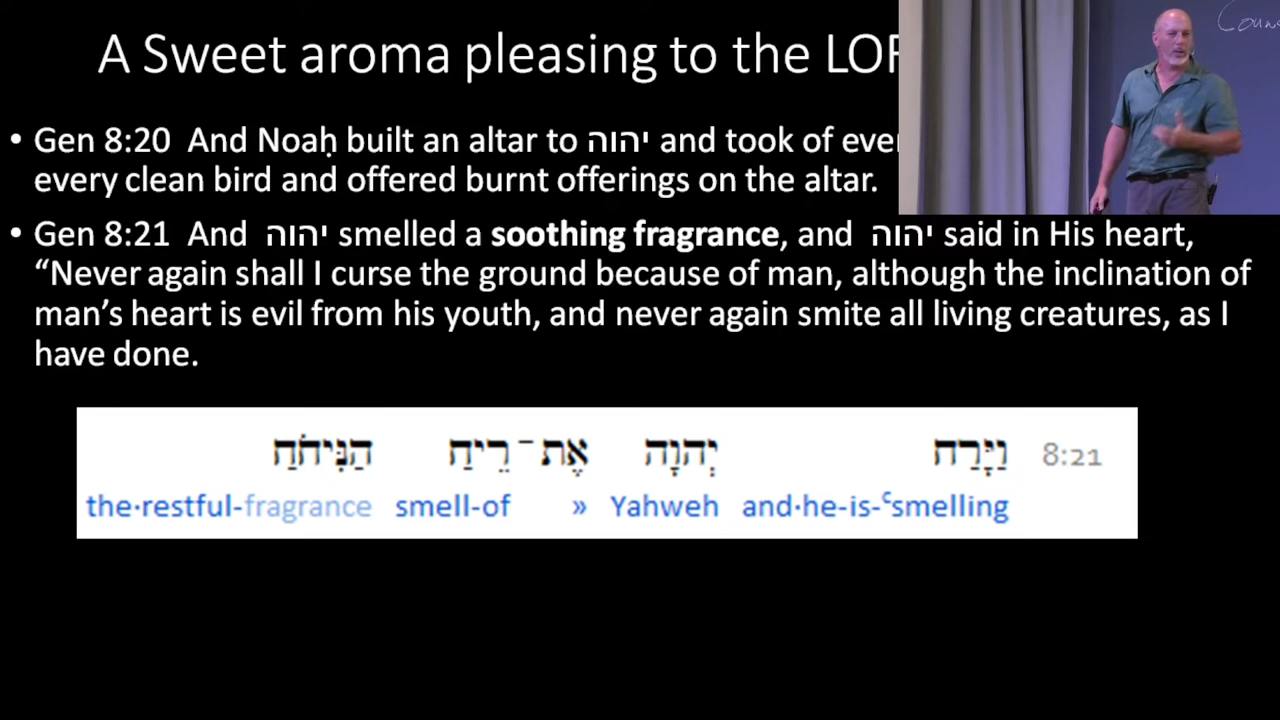 A Sweet aroma pleasing to the
• Gen 8:20 And Noaḥ built an altar to יהוה and took of
every clean bird and offered burnt offerings on the altar.
• Gen 8:21 And יהוה smelled a soothing fragrance, and יהוה said in His heart,
“Never again shall I curse the ground because of man, although the inclination of
man’s heart is evil from his youth, and never again smite all living creatures, as I
have done.
8:21 וַיָּרַח יְהוָה אֶת־רֵיחַ הַנִּיחֹחַ
the·restful-fragrance smell-of » Yahweh and·he-is-ᶜsmelling